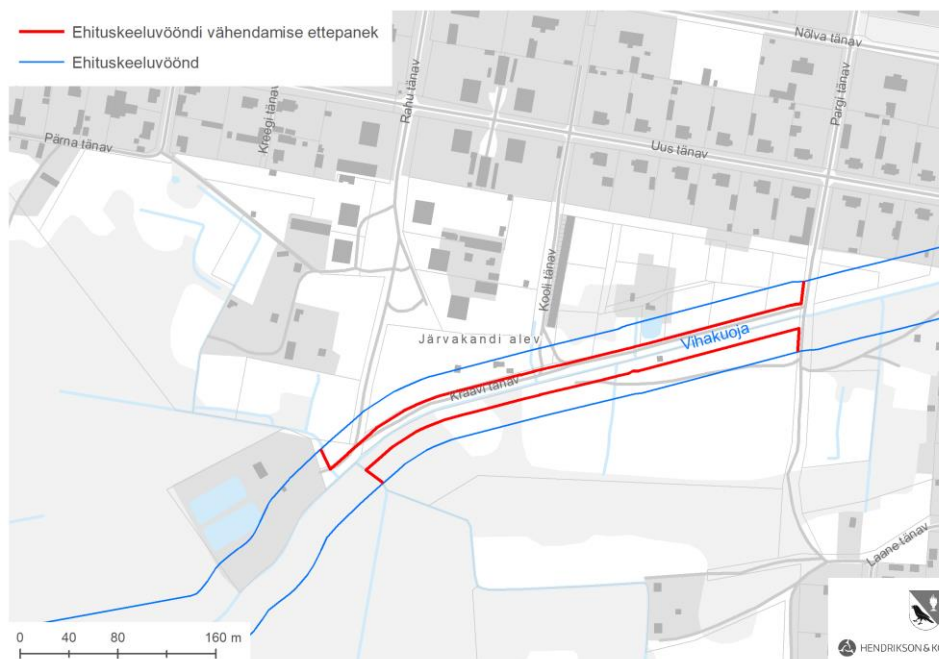 Ehituskeeluvööndi vähendamise ettepanek
Ehituskeeluvöönd
Nõlva tänav
Pargi tänav
Rahu tänav
Kreegi tänav
Pärna tänav
Uus tänav
Kooli tänav
Järvakandi alev
Vihakuoja
Kraavi tänav
Laane tänav
0 40 80 160 m
HENDRIKSON & K